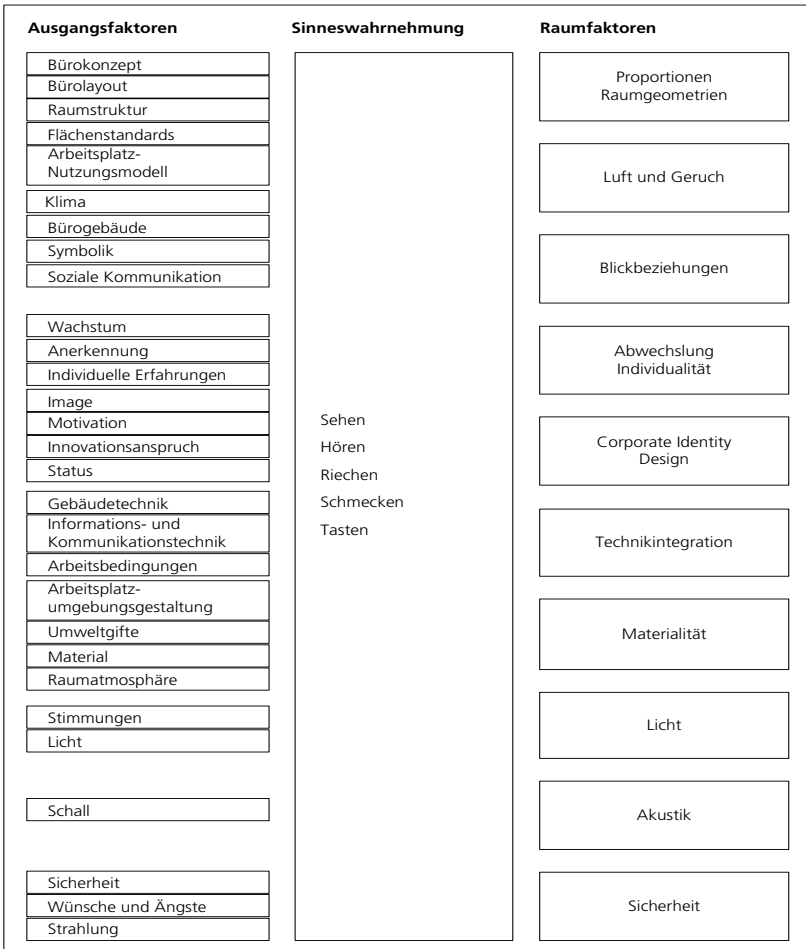 Ausgangsfaktoren
Bürokonzept
Bürolayout
Raumstruktur
Flächenstandards
Arbeitsplatz-
Nutzungsmodell
Klima
Bürogebäude
Symbolik
Soziale Kommunikation
Wachstum
Anerkennung
Individuelle Erfahrungen
Image
Motivation
Innovationsanspruch
Status
Gebäudetechnik
Informations- und
Kommunikationstechnik
Arbeitsbedingungen
Arbeitsplatz-
umgebungsgestaltung
Umweltgifte
Material
Raumatmosphäre
Stimmungen
Licht
Schall
Sicherheit
Wünsche und Ängste
Strahlung
Sinneswahrnehmung
Sehen
Hören
Riechen
Schmecken
Tasten
Raumfaktoren
Proportionen
Raumgeometrien
Luft und Geruch
Blickbeziehungen
Abwechslung
Individualität
Corporate Identity
Design
Technikintegration
Materialität
Licht
Akustik
Sicherheit